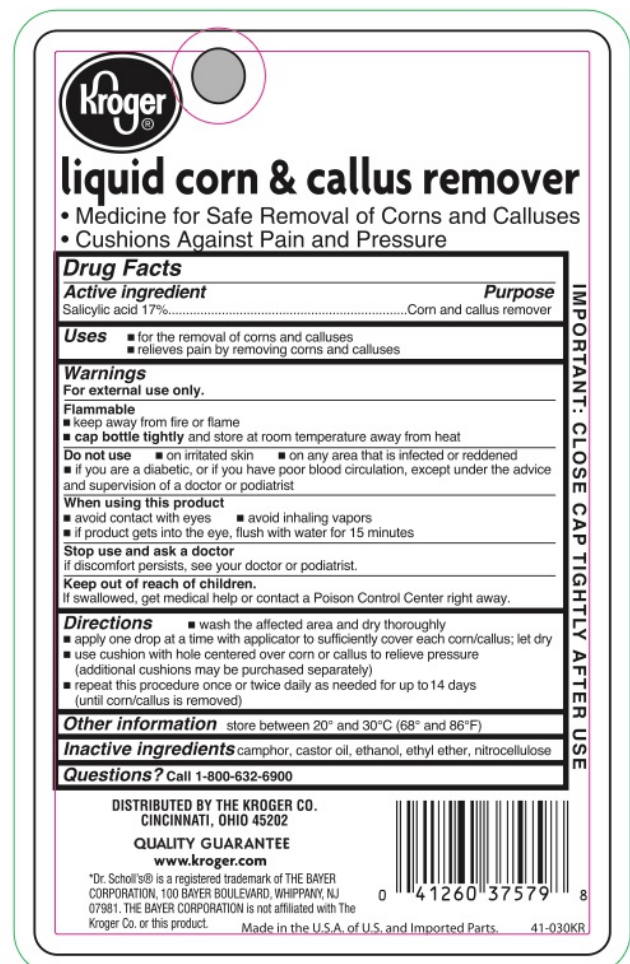 Kroger®
liquid corn & callus remover
• Medicine for Safe Removal of Corns and Calluses
• Cushions Against Pain and Pressure
Drug Facts
Active ingredient Purpose
Salicylic acid 17%..................................................................Corn and callus remover
Uses ■ for the removal of corns and calluses
■ relieves pain by removing corns and calluses
Warnings
For external use only.
Flammable
■ keep away from fire or flame
■ cap bottle tightly and store at room temperature away from heat
Do not use ■ on irritated skin ■ on any area that is infected or reddened
■ if you are a diabetic, or if you have poor blood circulation, except under the advice
and supervision of a doctor or podiatrist
When using this product
■ avoid contact with eyes ■ avoid inhaling vapors
■ if product gets into the eye, flush with water for 15 minutes
Stop use and ask a doctor
if discomfort persists, see your doctor or podiatrist.
Keep out of reach of children.
If swallowed, get medical help or contact a Poison Control Center right away.
Directions ■ wash the affected area and dry thoroughly
■ apply one drop at a time with applicator to sufficiently cover each corn/callus; let dry
■ use cushion with hole centered over corn or callus to relieve pressure
(additional cushions may be purchased separately)
■ repeat this procedure once or twice daily as needed for up to 14 days
(until corn/callus is removed)
Other information store between 20° and 30°C (68° and 86°F)
Inactive ingredients camphor, castor oil, ethanol, ethyl ether, nitrocellulose
Questions? Call 1-800-632-6900
IMPORTANT: CLOSE CAP TIGHTLY AFTER USE
DISTRIBUTED BY THE KROGER CO.
CINCINNATI, OHIO 45202
QUALITY GUARANTEE
www.kroger.com
*Dr. Scholl's® is a registered trademark of THE BAYER
CORPORATION, 100 BAYER BOULEVARD, WHIPPANY, NJ
07981. THE BAYER CORPORATION is not affiliated with The
Kroger Co. or this product.
0 41260 37579 8
Made in the U.S.A. of U.S. and Imported Parts. 41-030KR